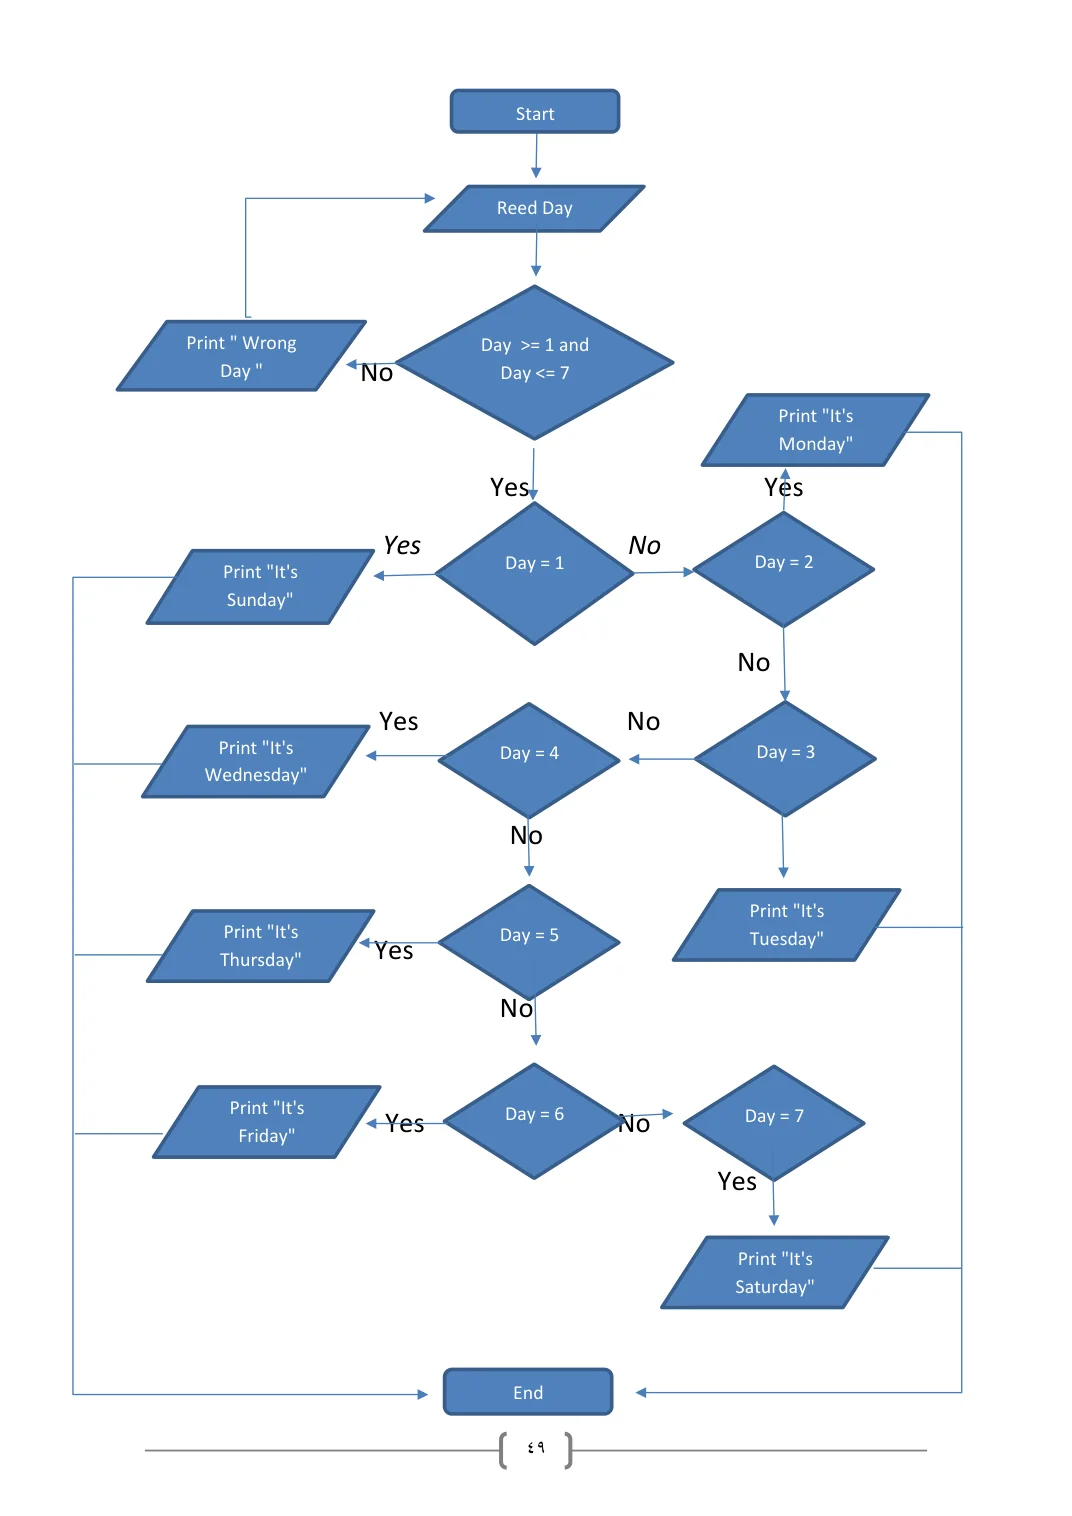 Start
Reed Day
Day >= 1 and
Day <= 7
Print " Wrong
Day "
No
Print "It's
Monday"
Yes
Yes
Yes
No
Day = 1
Day = 2
Print "It's
Sunday"
No
Yes
No
Day = 4
Day = 3
Print "It's
Wednesday"
No
Print "It's
Tuesday"
Day = 5
Print "It's
Thursday"
Yes
No
Print "It's
Friday"
Yes
Day = 6
No
Day = 7
Yes
Print "It's
Saturday"
End
٤٩